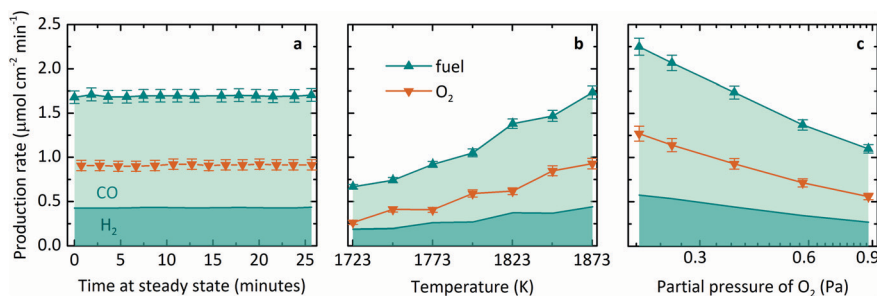 Production rate (μmol cm⁻² min⁻¹)
2.5
2.0
1.5
1.0
0.5
0.0
a
CO
H₂
0 5 10 15 20 25
Time at steady state (minutes)
b
fuel
O₂
1723 1773 1823 1873
Temperature (K)
c
0.3 0.6 0.9
Partial pressure of O₂ (Pa)